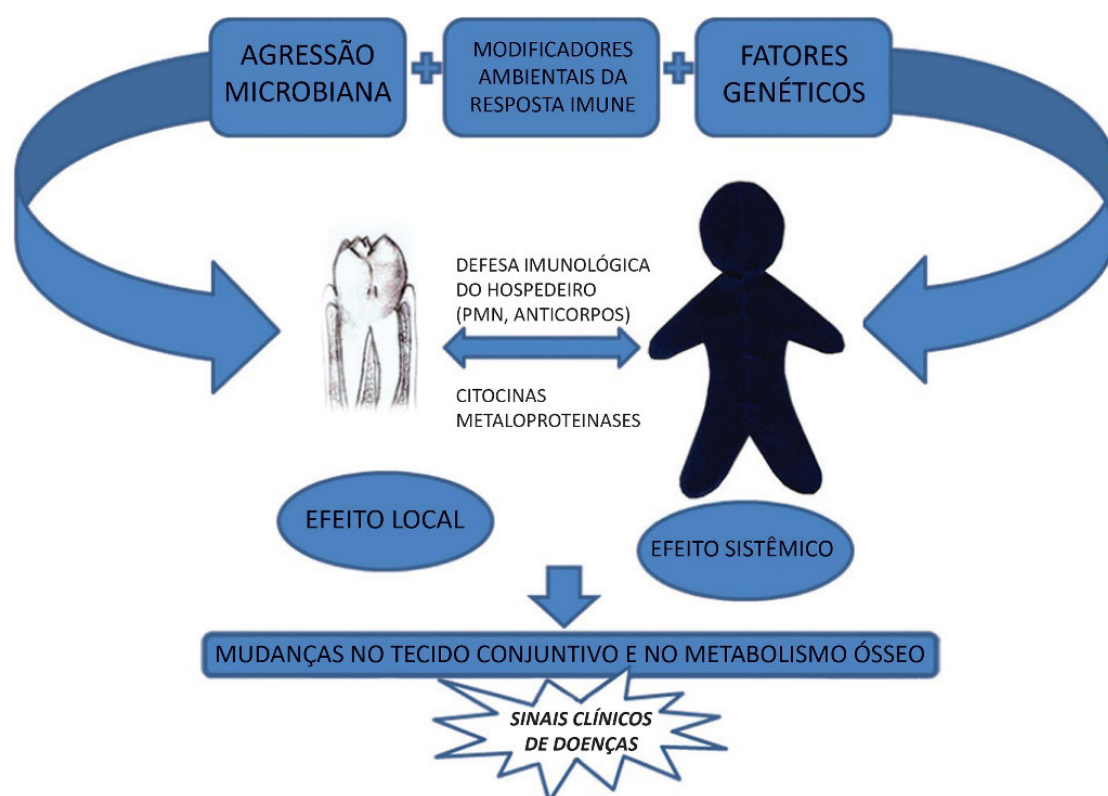 AGRESSÃO
MICROBIANA
+
MODIFICADORES
AMBIENTAIS DA
RESPOSTA IMUNE
+
FATORES
GENÉTICOS
DEFESA IMUNOLÓGICA
DO HOSPEDEIRO
(PMN, ANTICORPOS)
CITOCINAS
METALOPROTEINASES
EFEITO LOCAL
EFEITO SISTÊMICO
MUDANÇAS NO TECIDO CONJUNTIVO E NO METABOLISMO ÓSSEO
SINAIS CLÍNICOS
DE DOENÇAS